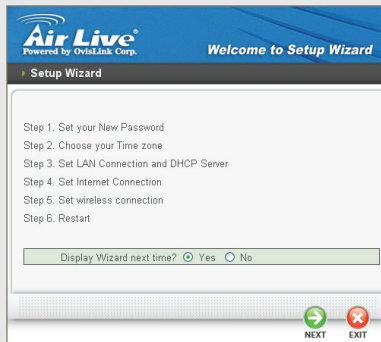 Air Live®
Powered by OvisLink Corp.
Welcome to Setup Wizard
Setup Wizard
Step 1. Set your New Password
Step 2. Choose your Time zone
Step 3. Set LAN Connection and DHCP Server
Step 4. Set Internet Connection
Step 5. Set wireless connection
Step 6. Restart
Display Wizard next time? Yes No
NEXT EXIT